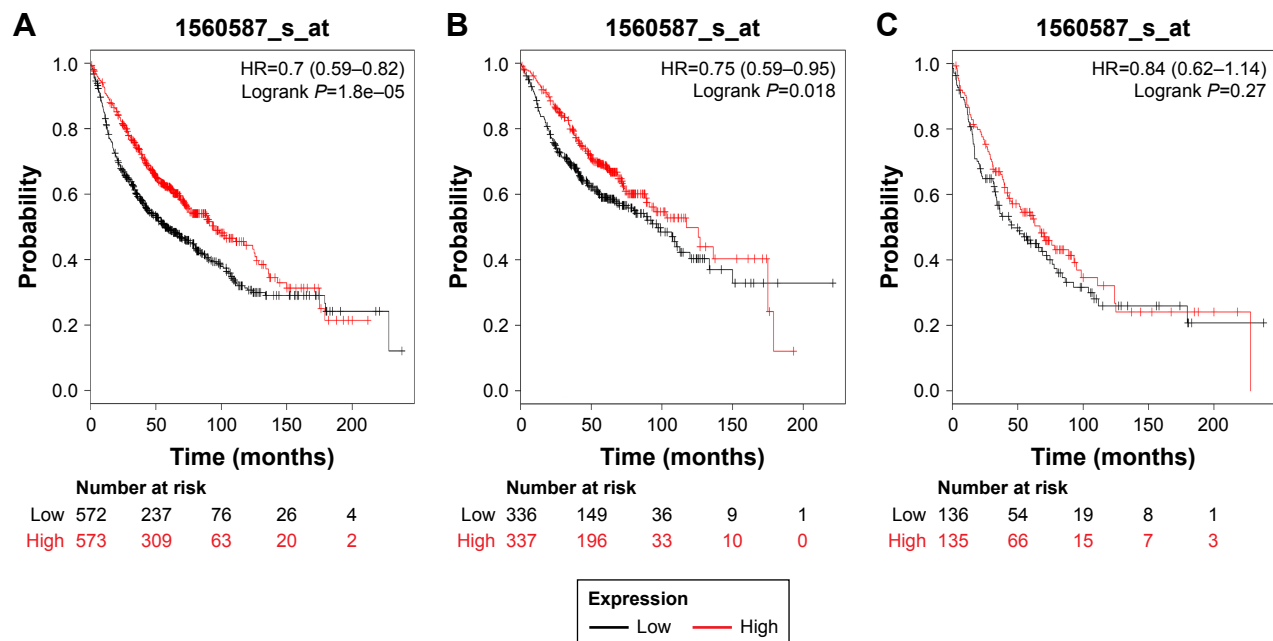 A
1560587_s_at
HR=0.7 (0.59–0.82)
Logrank P=1.8e–05
Probability
1.0
0.8
0.6
0.4
0.2
0.0
0 50 100 150 200
Time (months)
Number at risk
Low 572 237 76 26 4
High 573 309 63 20 2
B
1560587_s_at
HR=0.75 (0.59–0.95)
Logrank P=0.018
Probability
1.0
0.8
0.6
0.4
0.2
0.0
0 50 100 150 200
Time (months)
Number at risk
Low 336 149 36 9 1
High 337 196 33 10 0
C
1560587_s_at
HR=0.84 (0.62–1.14)
Logrank P=0.27
Probability
1.0
0.8
0.6
0.4
0.2
0.0
0 50 100 150 200
Time (months)
Number at risk
Low 136 54 19 8 1
High 135 66 15 7 3
Expression
Low High